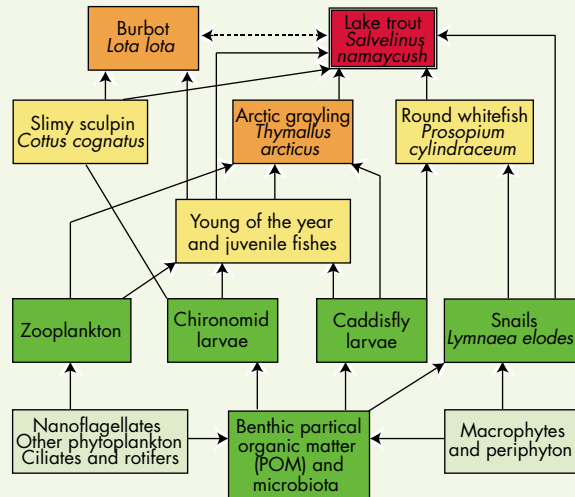 Burbot
Lota lota
Lake trout
Salvelinus
namaycush
Slimy sculpin
Cottus cognatus
Arctic grayling
Thymallus
arcticus
Round whitefish
Prosopium
cylindraceum
Young of the year
and juvenile fishes
Zooplankton
Chironomid
larvae
Caddisfly
larvae
Snails
Lymnaea elodes
Nanoflagellates
Other phytoplankton
Ciliates and rotifers
Benthic partical
organic matter
(POM) and
microbiota
Macrophytes
and periphyton